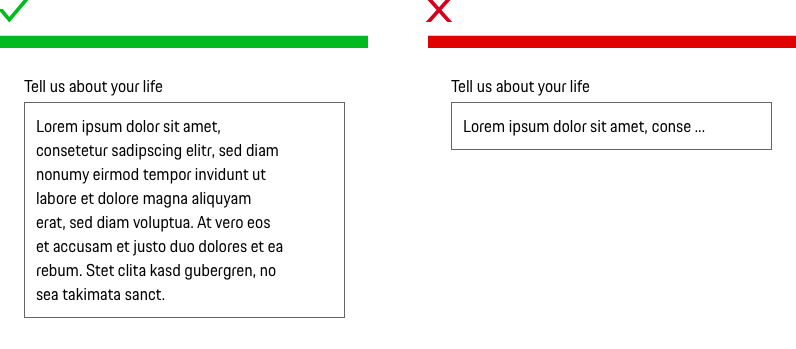 Tell us about your life
Lorem ipsum dolor sit amet,
consetetur sadipscing elitr, sed diam
nonumy eirmod tempor invidunt ut
labore et dolore magna aliquyam
erat, sed diam voluptua. At vero eos
et accusam et justo duo dolores et ea
rebum. Stet clita kasd gubergren, no
sea takimata sanct.
Tell us about your life
Lorem ipsum dolor sit amet, conse ...